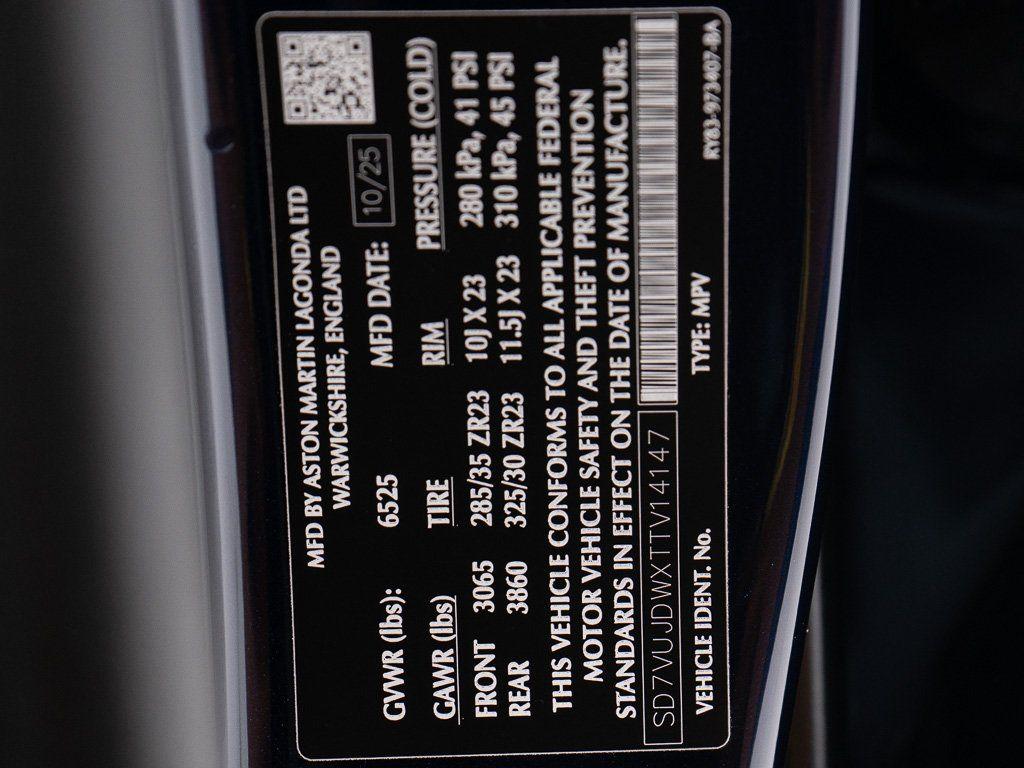 MFD BY ASTON MARTIN LAGONDA LTD
WARWICKSHIRE, ENGLAND
GVWR (lbs): 6525 MFD DATE: 10/25
GAWR (lbs) TIRE RIM PRESSURE (COLD)
FRONT 3065 285/35 ZR23 10J X 23 280 kPa, 41 PSI
REAR 3860 325/30 ZR23 11.5J X 23 310 kPa, 45 PSI
THIS VEHICLE CONFORMS TO ALL APPLICABLE FEDERAL
MOTOR VEHICLE SAFETY AND THEFT PREVENTION
STANDARDS IN EFFECT ON THE DATE OF MANUFACTURE.
SD7VUJDWXTTV14147
VEHICLE IDENT. No. TYPE: MPV RY83-973407-BA